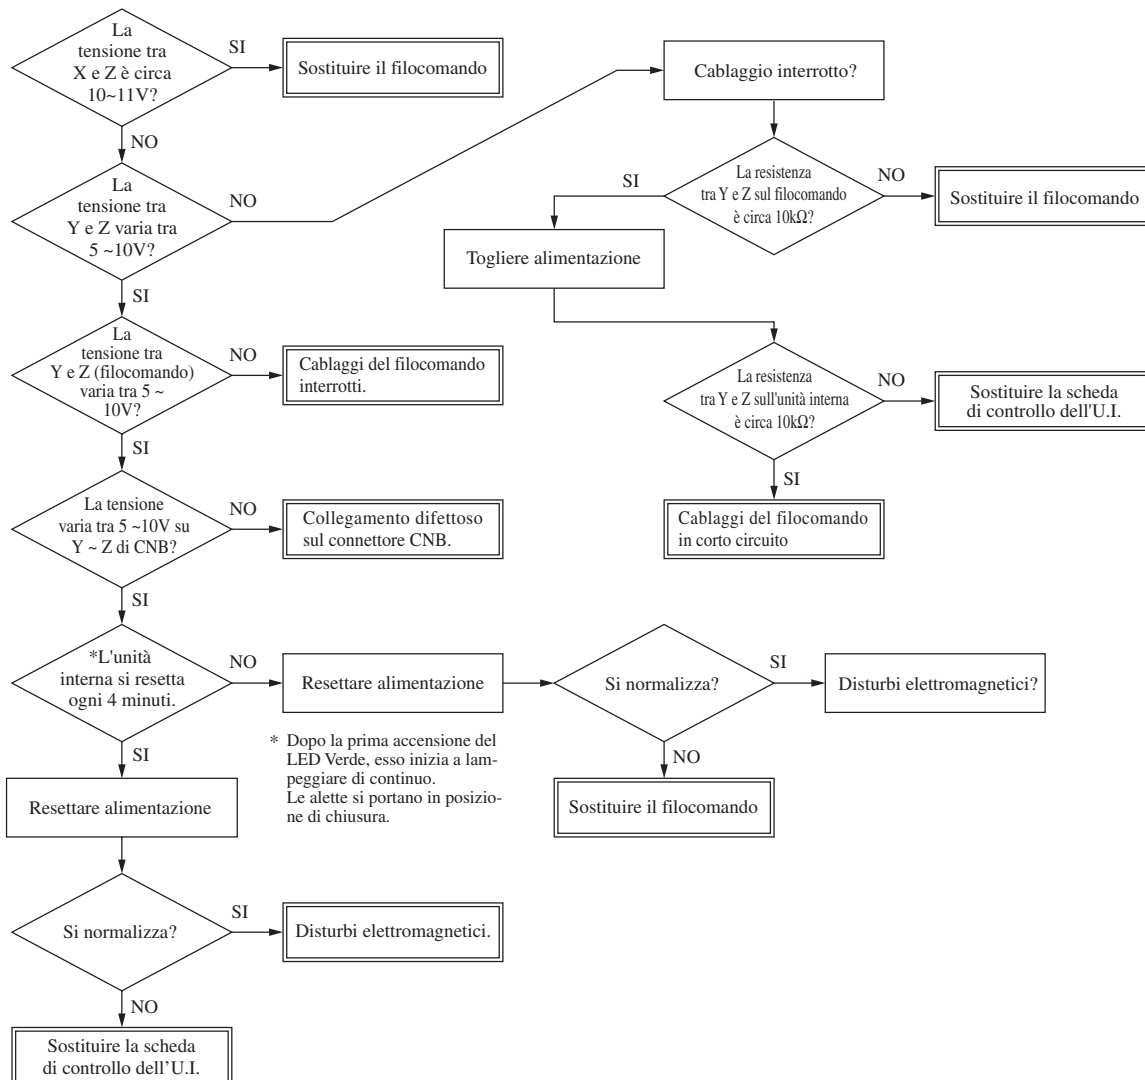 La
tensione tra
X e Z è circa
10~11V?
SI
Sostituire il filocomando
NO
La
tensione tra
Y e Z varia tra
5 ~10V?
NO
SI
La
tensione tra
Y e Z (filocomando)
varia tra 5 ~
10V?
NO
Cablaggi del filocomando
interrotti.
SI
La tensione
varia tra 5 ~10V su
Y ~ Z di CNB?
NO
Collegamento difettoso
sul connettore CNB.
SI
*L'unità
interna si resetta
ogni 4 minuti.
NO
Resettare alimentazione
Si normalizza?
SI
Disturbi elettromagnetici?
NO
Sostituire il filocomando
* Dopo la prima accensione del
LED Verde, esso inizia a lam-
peggiare di continuo.
Le alette si portano in posizio-
ne di chiusura.
SI
Resettare alimentazione
Si normalizza?
SI
Disturbi elettromagnetici.
NO
Sostituire la scheda
di controllo dell'U.I.
Cablaggio interrotto?
La resistenza
tra Y e Z sul filocomando
è circa 10kΩ?
NO
Sostituire il filocomando
SI
Togliere alimentazione
La resistenza
tra Y e Z sull'unità interna
è circa 10kΩ?
NO
Sostituire la scheda
di controllo dell'U.I.
SI
Cablaggi del filocomando
in corto circuito